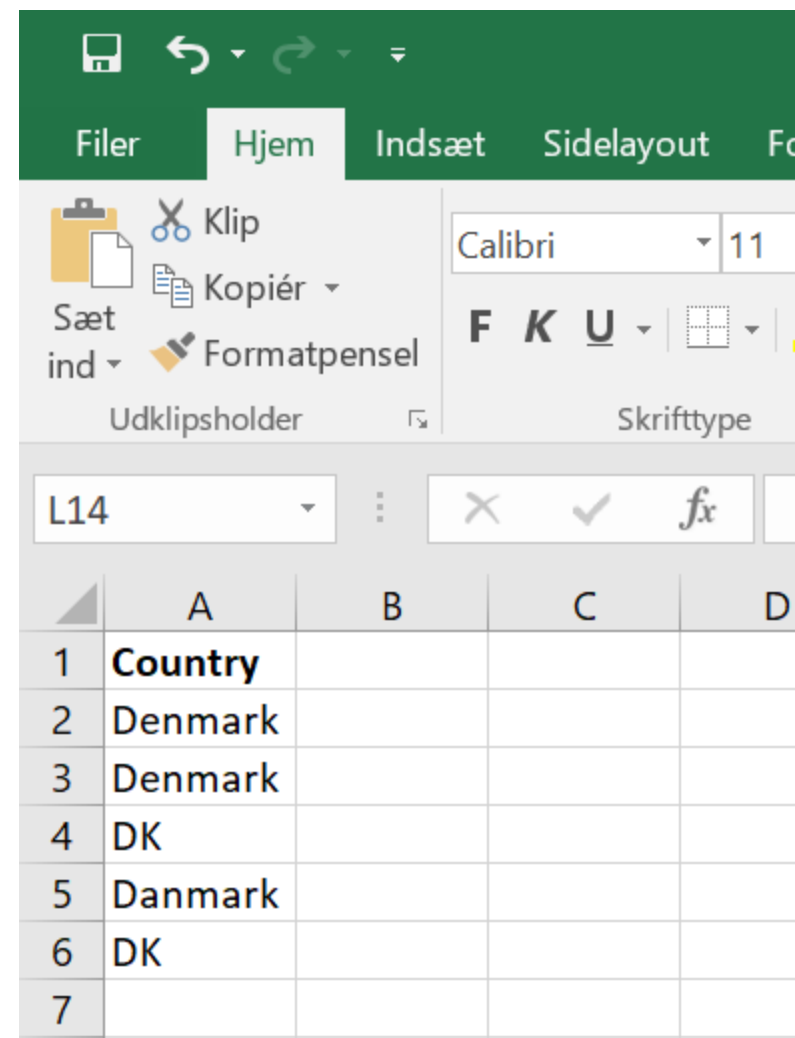 Filer Hjem Indsæt Sidelayout
Klip
Kopiér
Sæt ind
Formatpensel
Udklipsholder
Calibri 11
F K U
Skrifttype
L14 fx
A B C D
1 Country
2 Denmark
3 Denmark
4 DK
5 Danmark
6 DK
7